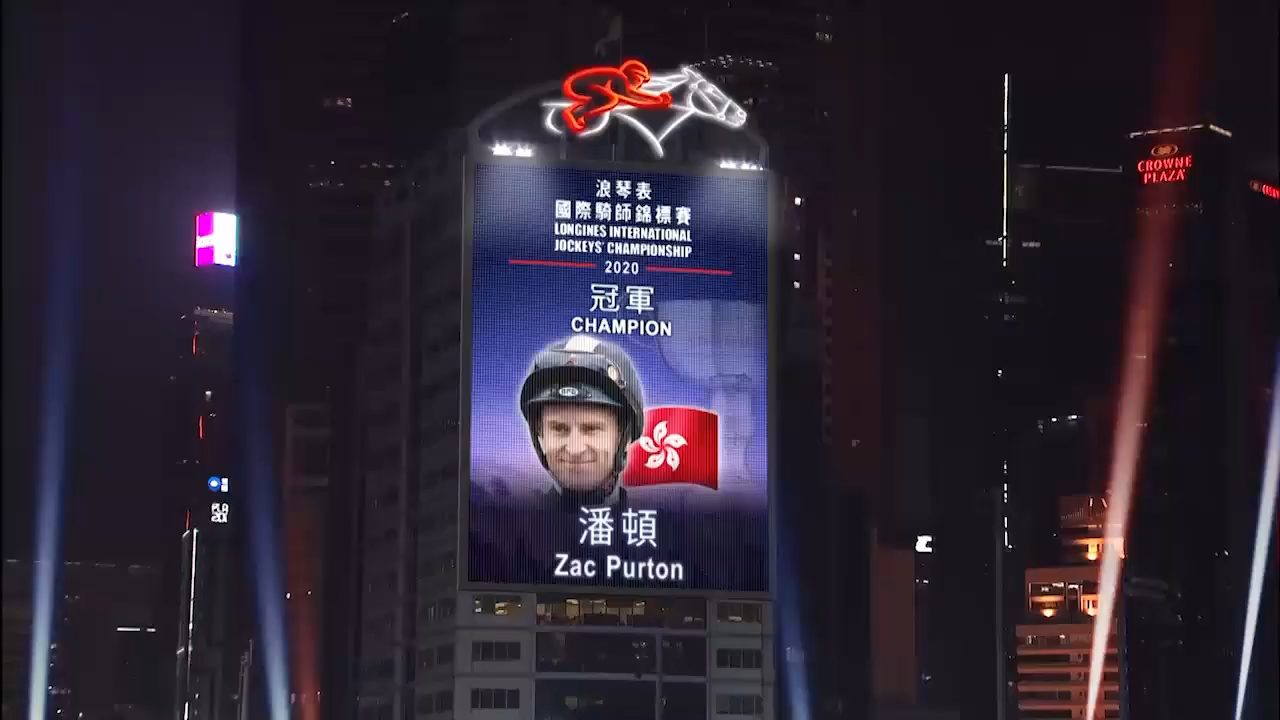 浪琴表
國際騎師錦標賽
LONGINES INTERNATIONAL
JOCKEYS' CHAMPIONSHIP
2020
冠軍
CHAMPION
潘頓
Zac Purton
CROWNE
PLAZA